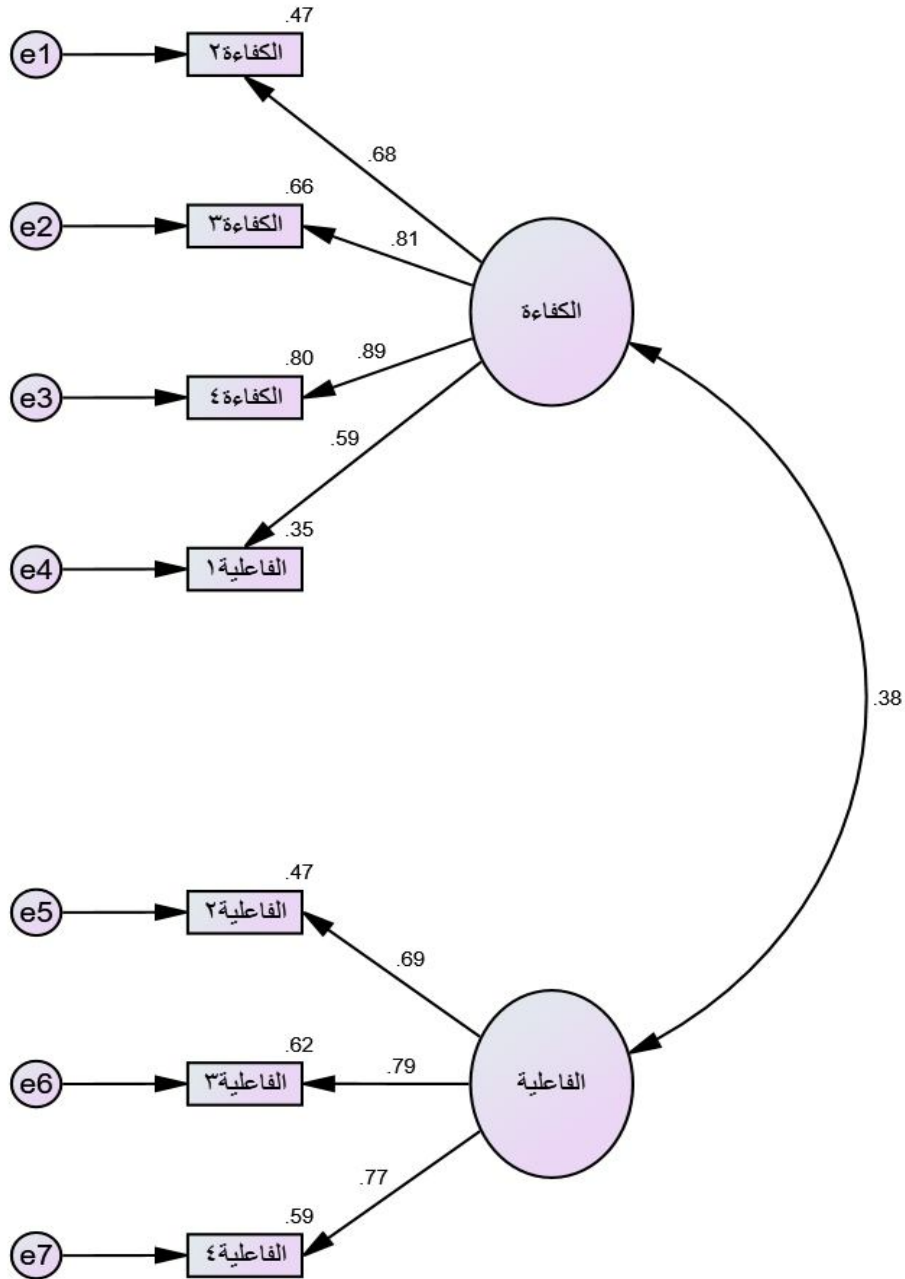 .47
e1
الكفاءة٢
.68
.66
e2
الكفاءة٣
.81
الكفاءة
.80
.89
e3
الكفاءة٤
.59
.35
e4
الفاعلية١
.38
.47
e5
الفاعلية٢
.69
.62
e6
الفاعلية٣
.79
الفاعلية
.77
.59
e7
الفاعلية٤